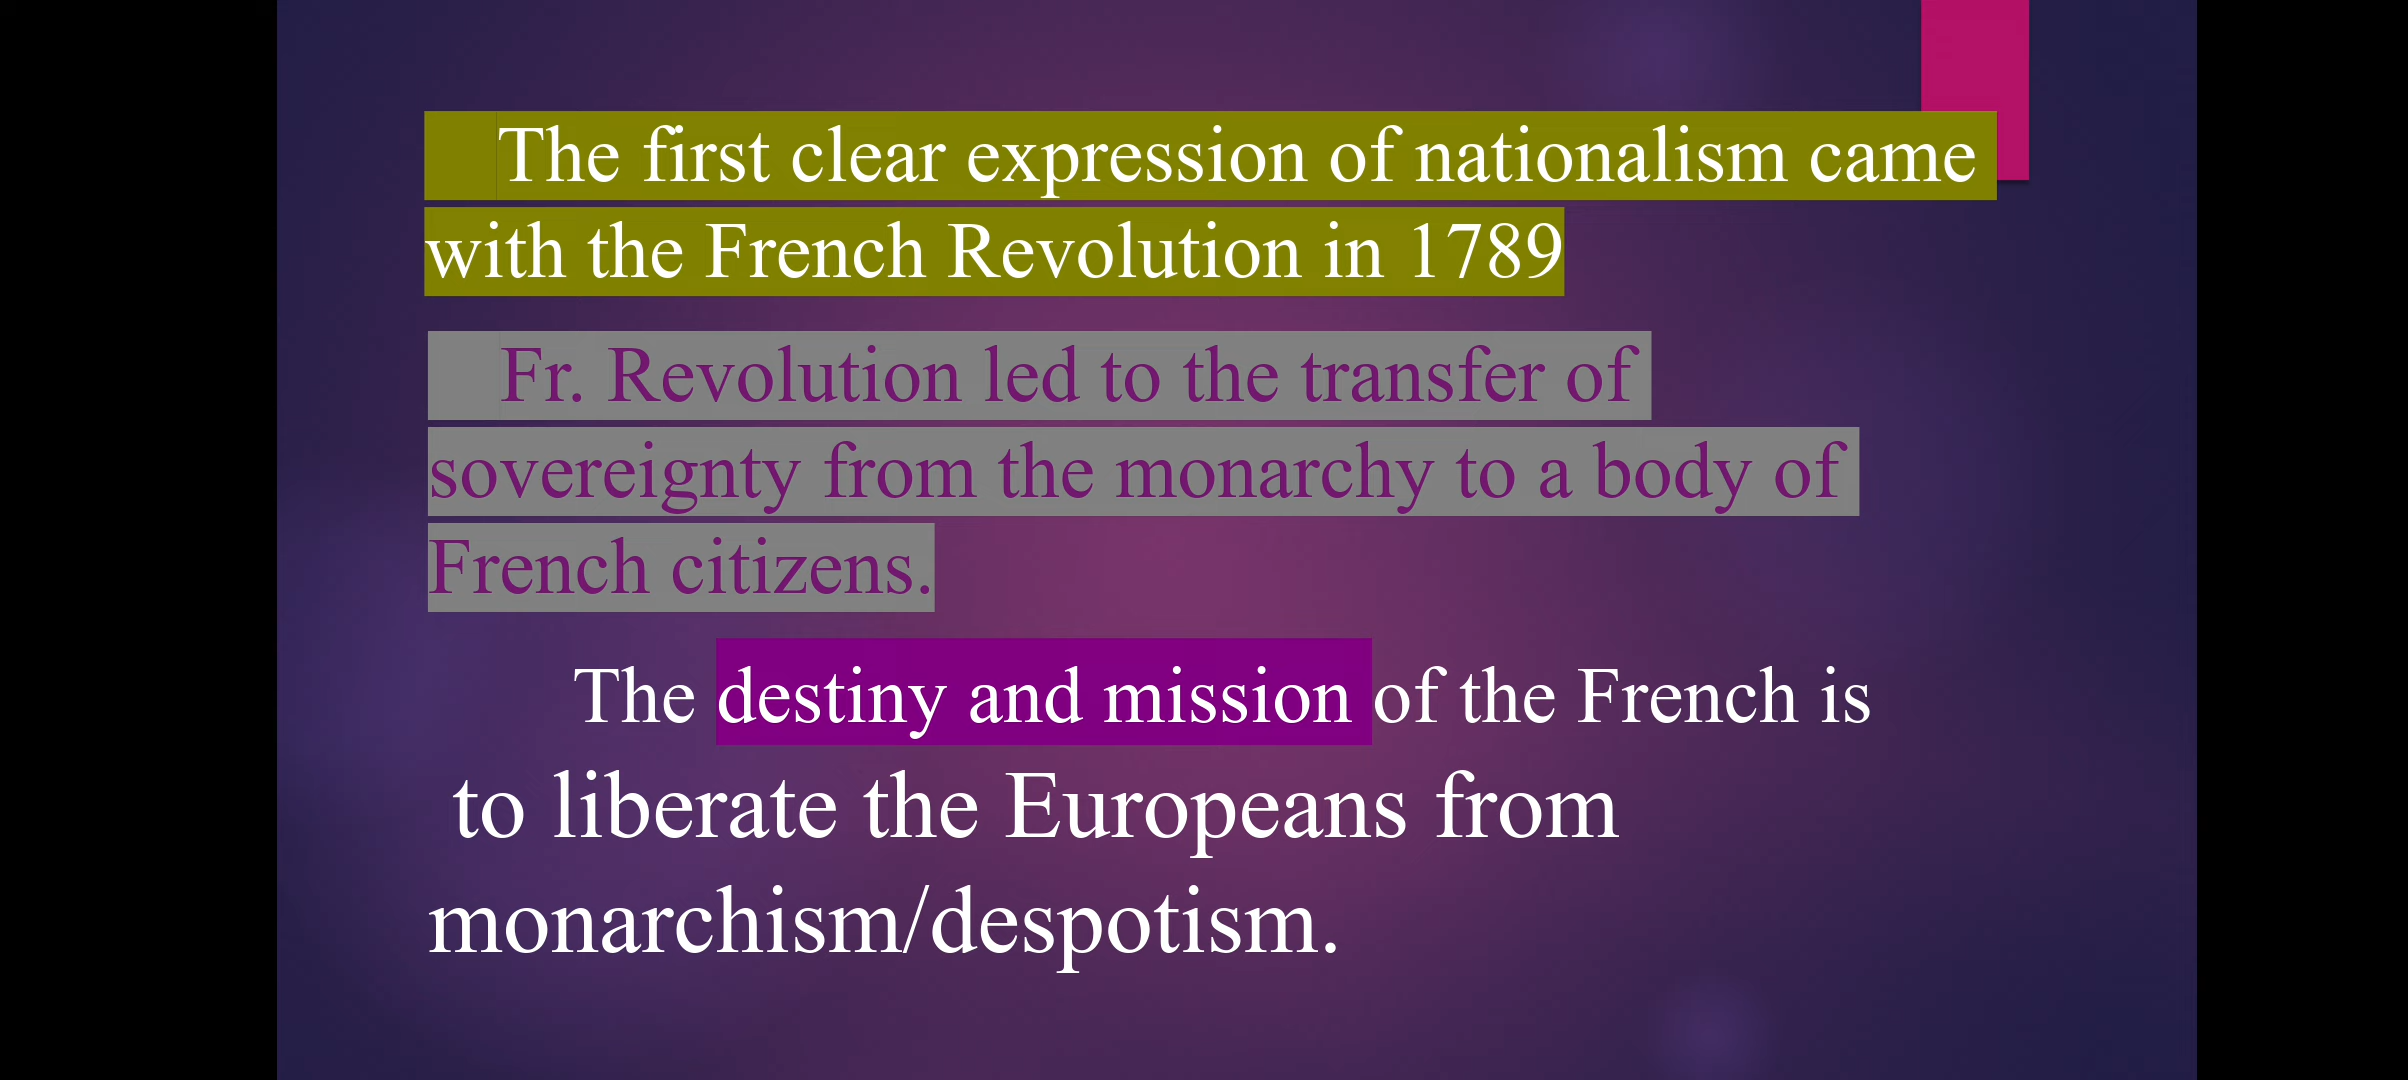 The first clear expression of nationalism came
with the French Revolution in 1789
Fr. Revolution led to the transfer of
sovereignty from the monarchy to a body of
French citizens.
The destiny and mission of the French is
to liberate the Europeans from
monarchism/despotism.